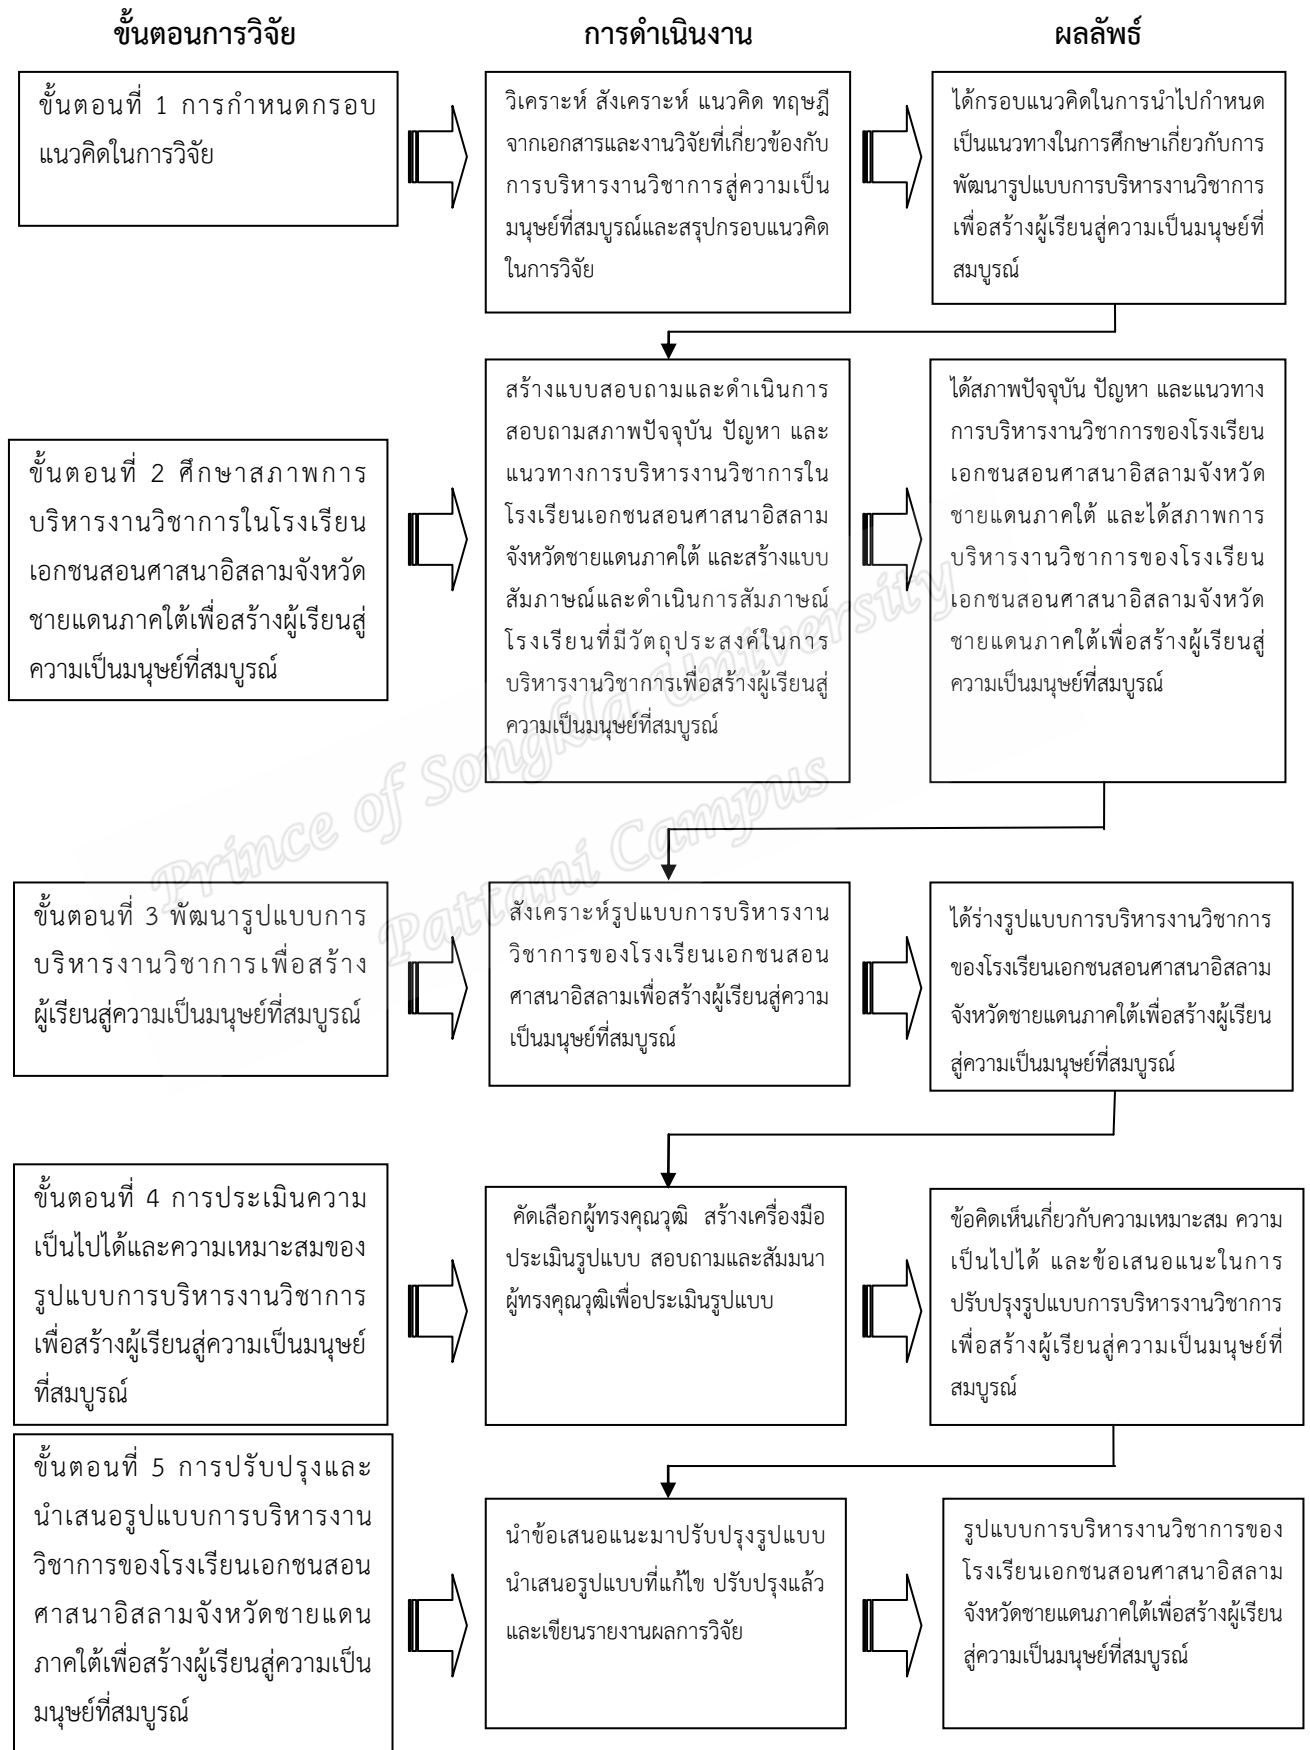 ขั้นตอนการวิจัย
การดำเนินงาน
ผลลัพธ์
ขั้นตอนที่ 1 การกำหนดกรอบ
แนวคิดในการวิจัย
วิเคราะห์ สังเคราะห์ แนวคิด ทฤษฎี
จากเอกสารและงานวิจัยที่เกี่ยวข้องกับ
การบริหารงานวิชาการสู่ความเป็น
มนุษย์ที่สมบูรณ์และสรุปกรอบแนวคิด
ในการวิจัย
ได้กรอบแนวคิดในการนำไปกำหนด
เป็นแนวทางในการศึกษาเกี่ยวกับการ
พัฒนารูปแบบการบริหารงานวิชาการ
เพื่อสร้างผู้เรียนสู่ความเป็นมนุษย์ที่
สมบูรณ์
ขั้นตอนที่ 2 ศึกษาสภาพการ
บริหารงานวิชาการในโรงเรียน
เอกชนสอนศาสนาอิสลามจังหวัด
ชายแดนภาคใต้เพื่อสร้างผู้เรียนสู่
ความเป็นมนุษย์ที่สมบูรณ์
สร้างแบบสอบถามและดำเนินการ
สอบถามสภาพปัจจุบัน ปัญหา และ
แนวทางการบริหารงานวิชาการใน
โรงเรียนเอกชนสอนศาสนาอิสลาม
จังหวัดชายแดนภาคใต้ และสร้างแบบ
สัมภาษณ์และดำเนินการสัมภาษณ์
โรงเรียนที่มีวัตถุประสงค์ในการ
บริหารงานวิชาการเพื่อสร้างผู้เรียนสู่
ความเป็นมนุษย์ที่สมบูรณ์
ได้สภาพปัจจุบัน ปัญหา และแนวทาง
การบริหารงานวิชาการของโรงเรียน
เอกชนสอนศาสนาอิสลามจังหวัด
ชายแดนภาคใต้ และได้สภาพการ
บริหารงานวิชาการของโรงเรียน
เอกชนสอนศาสนาอิสลามจังหวัด
ชายแดนภาคใต้เพื่อสร้างผู้เรียนสู่
ความเป็นมนุษย์ที่สมบูรณ์
Prince of Songkla University
Pattani Campus
ขั้นตอนที่ 3 พัฒนารูปแบบการ
บริหารงานวิชาการเพื่อสร้าง
ผู้เรียนสู่ความเป็นมนุษย์ที่สมบูรณ์
สังเคราะห์รูปแบบการบริหารงาน
วิชาการของโรงเรียนเอกชนสอน
ศาสนาอิสลามเพื่อสร้างผู้เรียนสู่ความ
เป็นมนุษย์ที่สมบูรณ์
ได้ร่างรูปแบบการบริหารงานวิชาการ
ของโรงเรียนเอกชนสอนศาสนาอิสลาม
จังหวัดชายแดนภาคใต้เพื่อสร้างผู้เรียน
สู่ความเป็นมนุษย์ที่สมบูรณ์
ขั้นตอนที่ 4 การประเมินความ
เป็นไปได้และความเหมาะสมของ
รูปแบบการบริหารงานวิชาการ
เพื่อสร้างผู้เรียนสู่ความเป็นมนุษย์
ที่สมบูรณ์
คัดเลือกผู้ทรงคุณวุฒิ สร้างเครื่องมือ
ประเมินรูปแบบ สอบถามและสัมมนา
ผู้ทรงคุณวุฒิเพื่อประเมินรูปแบบ
ข้อคิดเห็นเกี่ยวกับความเหมาะสม ความ
เป็นไปได้ และข้อเสนอแนะในการ
ปรับปรุงรูปแบบการบริหารงานวิชาการ
เพื่อสร้างผู้เรียนสู่ความเป็นมนุษย์ที่
สมบูรณ์
ขั้นตอนที่ 5 การปรับปรุงและ
นำเสนอรูปแบบการบริหารงาน
วิชาการของโรงเรียนเอกชนสอน
ศาสนาอิสลามจังหวัดชายแดน
ภาคใต้เพื่อสร้างผู้เรียนสู่ความเป็น
มนุษย์ที่สมบูรณ์
นำข้อเสนอแนะมาปรับปรุงรูปแบบ
นำเสนอรูปแบบที่แก้ไข ปรับปรุงแล้ว
และเขียนรายงานผลการวิจัย
รูปแบบการบริหารงานวิชาการของ
โรงเรียนเอกชนสอนศาสนาอิสลาม
จังหวัดชายแดนภาคใต้เพื่อสร้างผู้เรียน
สู่ความเป็นมนุษย์ที่สมบูรณ์